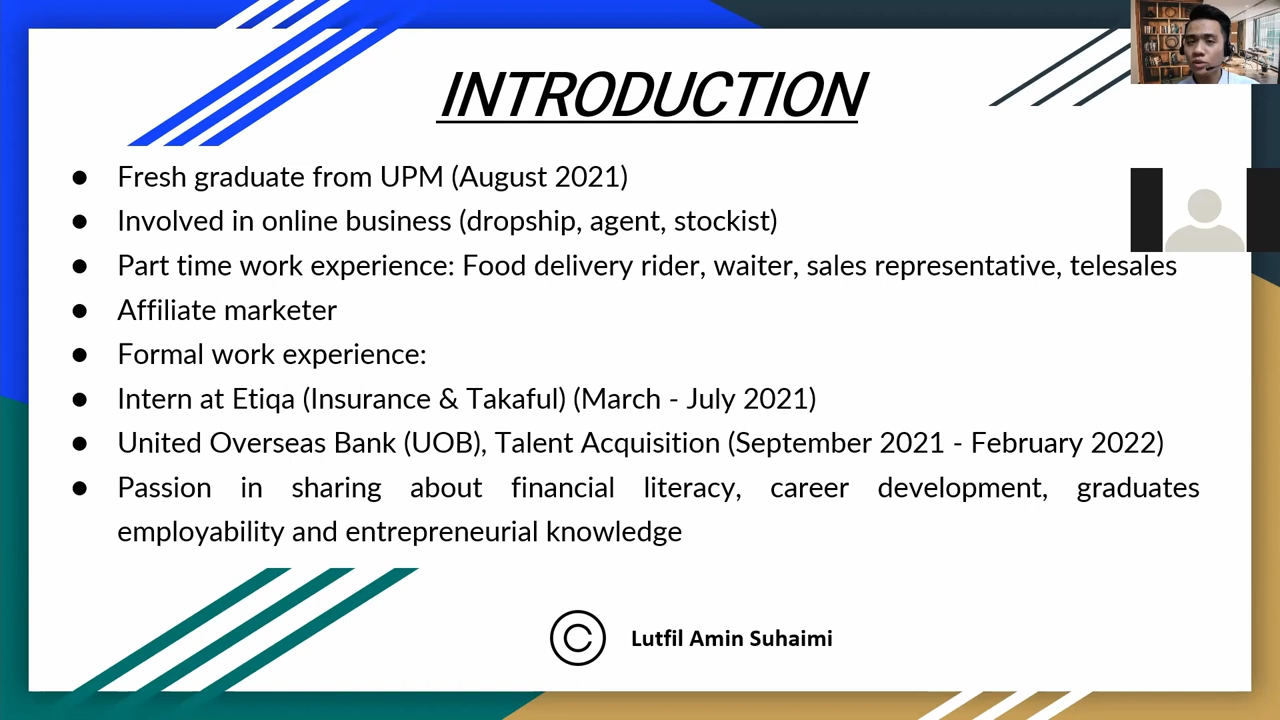 INTRODUCTION
● Fresh graduate from UPM (August 2021)
● Involved in online business (dropship, agent, stockist)
● Part time work experience: Food delivery rider, waiter, sales representative, telesales
● Affiliate marketer
● Formal work experience:
● Intern at Etiqa (Insurance & Takaful) (March - July 2021)
● United Overseas Bank (UOB), Talent Acquisition (September 2021 - February 2022)
● Passion in sharing about financial literacy, career development, graduates
employability and entrepreneurial knowledge
© Lutfil Amin Suhaimi